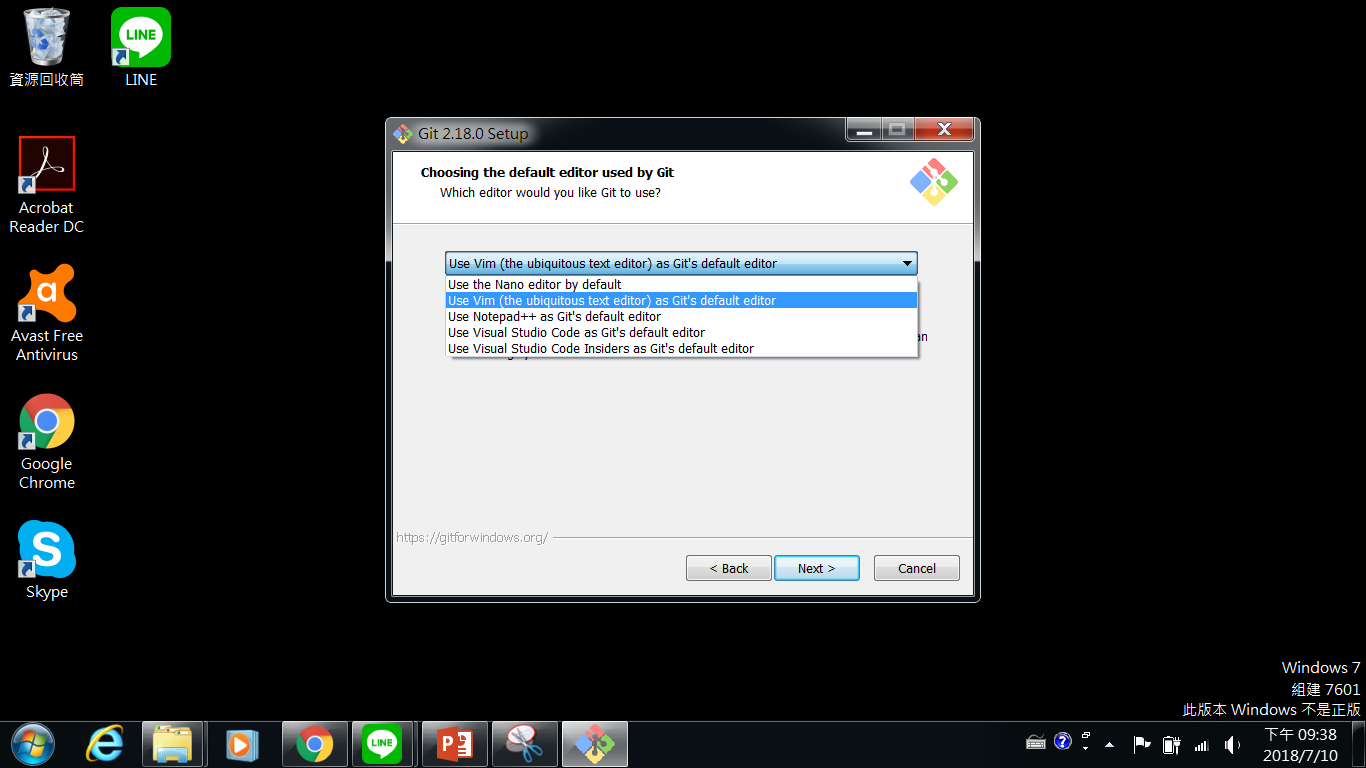 資源回收筒
LINE
LINE
Acrobat
Reader DC
Avast Free
Antivirus
Google
Chrome
Skype
Git 2.18.0 Setup
Choosing the default editor used by Git
Which editor would you like Git to use?
Use Vim (the ubiquitous text editor) as Git's default editor
Use the Nano editor by default
Use Vim (the ubiquitous text editor) as Git's default editor
Use Notepad++ as Git's default editor
Use Visual Studio Code as Git's default editor
Use Visual Studio Code Insiders as Git's default editor
https://gitforwindows.org/
< Back
Next >
Cancel
Windows 7
組建 7601
此版本 Windows 不是正版
LINE
下午 09:38
2018/7/10